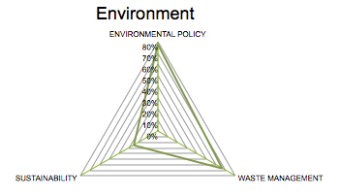 Environment
ENVIRONMENTAL POLICY
80%
70%
60%
50%
40%
30%
20%
10%
0%
SUSTAINABILITY
WASTE MANAGEMENT